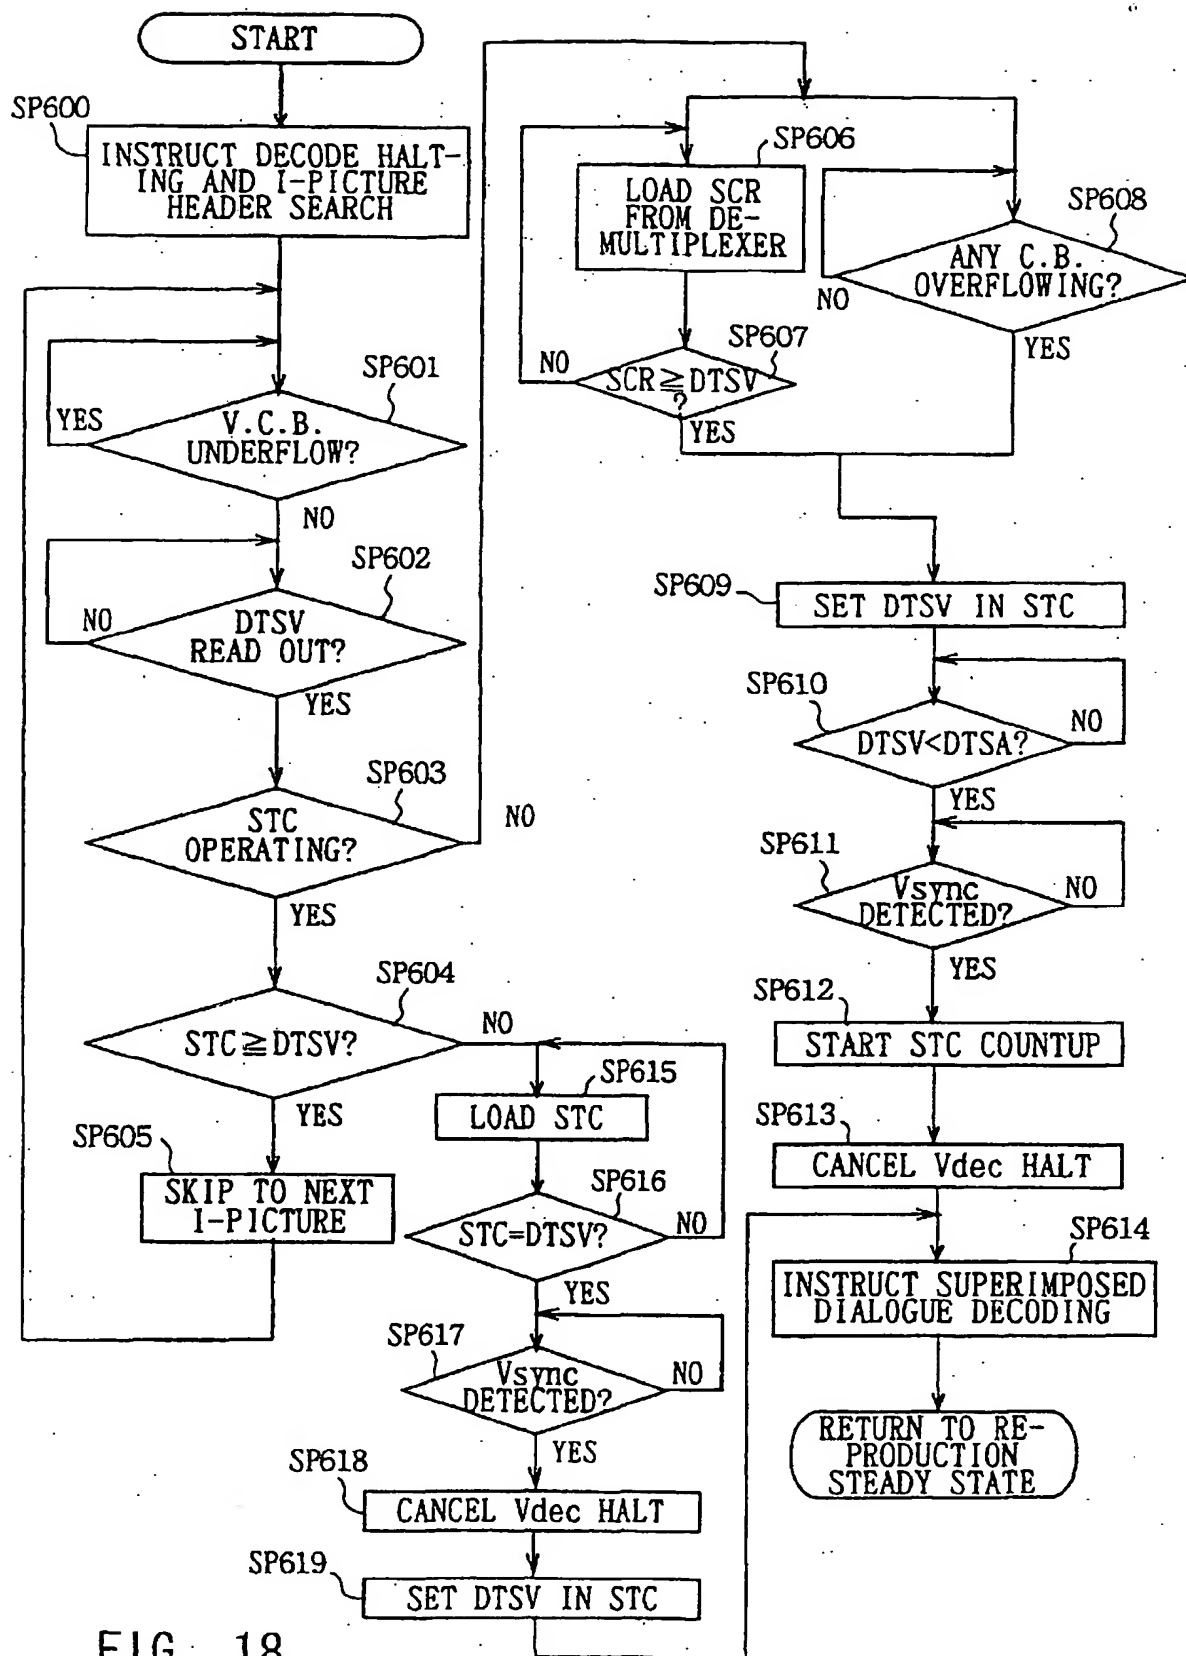 START
SP600
INSTRUCT DECODE HALT-
ING AND I-PICTURE
HEADER SEARCH
SP601
V.C.B.
UNDERFLOW?
YES
NO
SP602
DTSV
READ OUT?
NO
YES
SP603
STC
OPERATING?
NO
YES
SP604
STC≧DTSV?
NO
YES
SP605
SKIP TO NEXT
I-PICTURE
SP606
LOAD SCR
FROM DE-
MULTIPLEXER
SP607
SCR≧DTSV
?
NO
YES
SP608
ANY C.B.
OVERFLOWING?
NO
YES
SP609
SET DTSV IN STC
SP610
DTSV<DTSA?
NO
YES
SP611
Vsync
DETECTED?
NO
YES
SP612
START STC COUNTUP
SP613
CANCEL Vdec HALT
SP614
INSTRUCT SUPERIMPOSED
DIALOGUE DECODING
RETURN TO RE-
PRODUCTION
STEADY STATE
SP615
LOAD STC
SP616
STC=DTSV?
NO
YES
SP617
Vsync
DETECTED?
NO
YES
SP618
CANCEL Vdec HALT
SP619
SET DTSV IN STC
FIG. 18